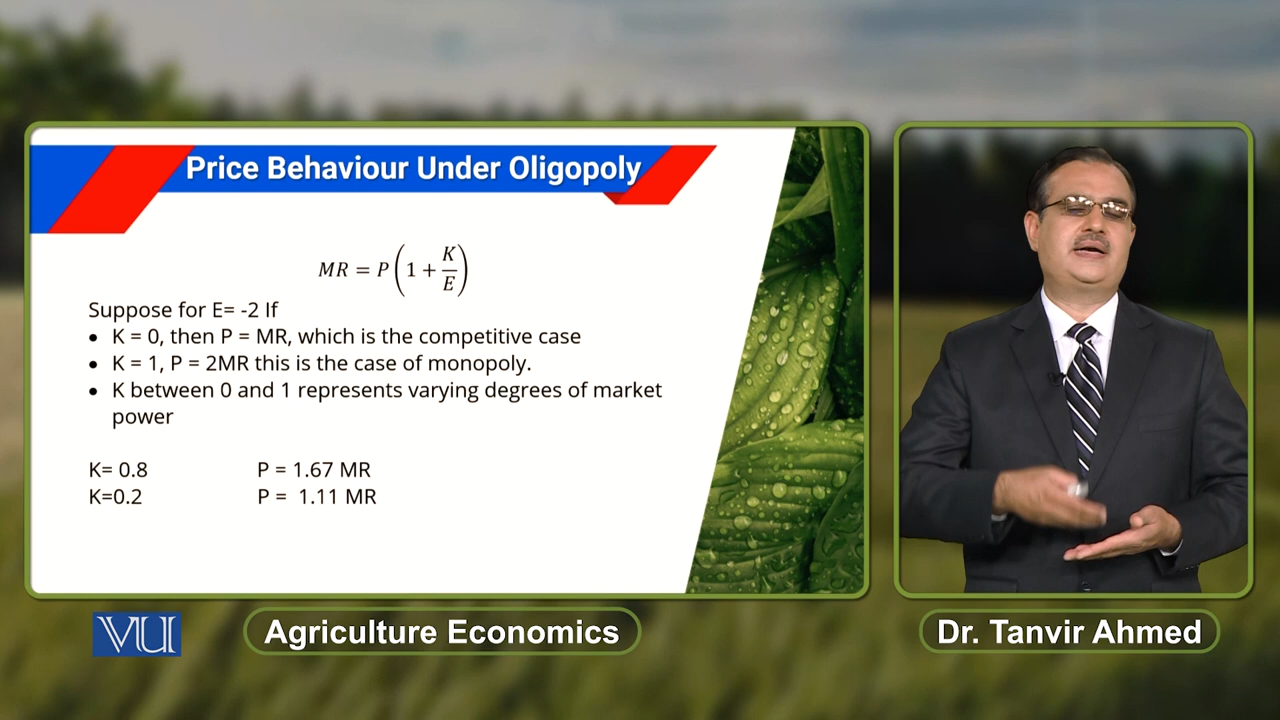 Price Behaviour Under Oligopoly
MR = P(1 + K/E)
Suppose for E= -2 If
• K = 0, then P = MR, which is the competitive case
• K = 1, P = 2MR this is the case of monopoly.
• K between 0 and 1 represents varying degrees of market
power
K= 0.8 P = 1.67 MR
K=0.2 P = 1.11 MR
VU
Agriculture Economics
Dr. Tanvir Ahmed